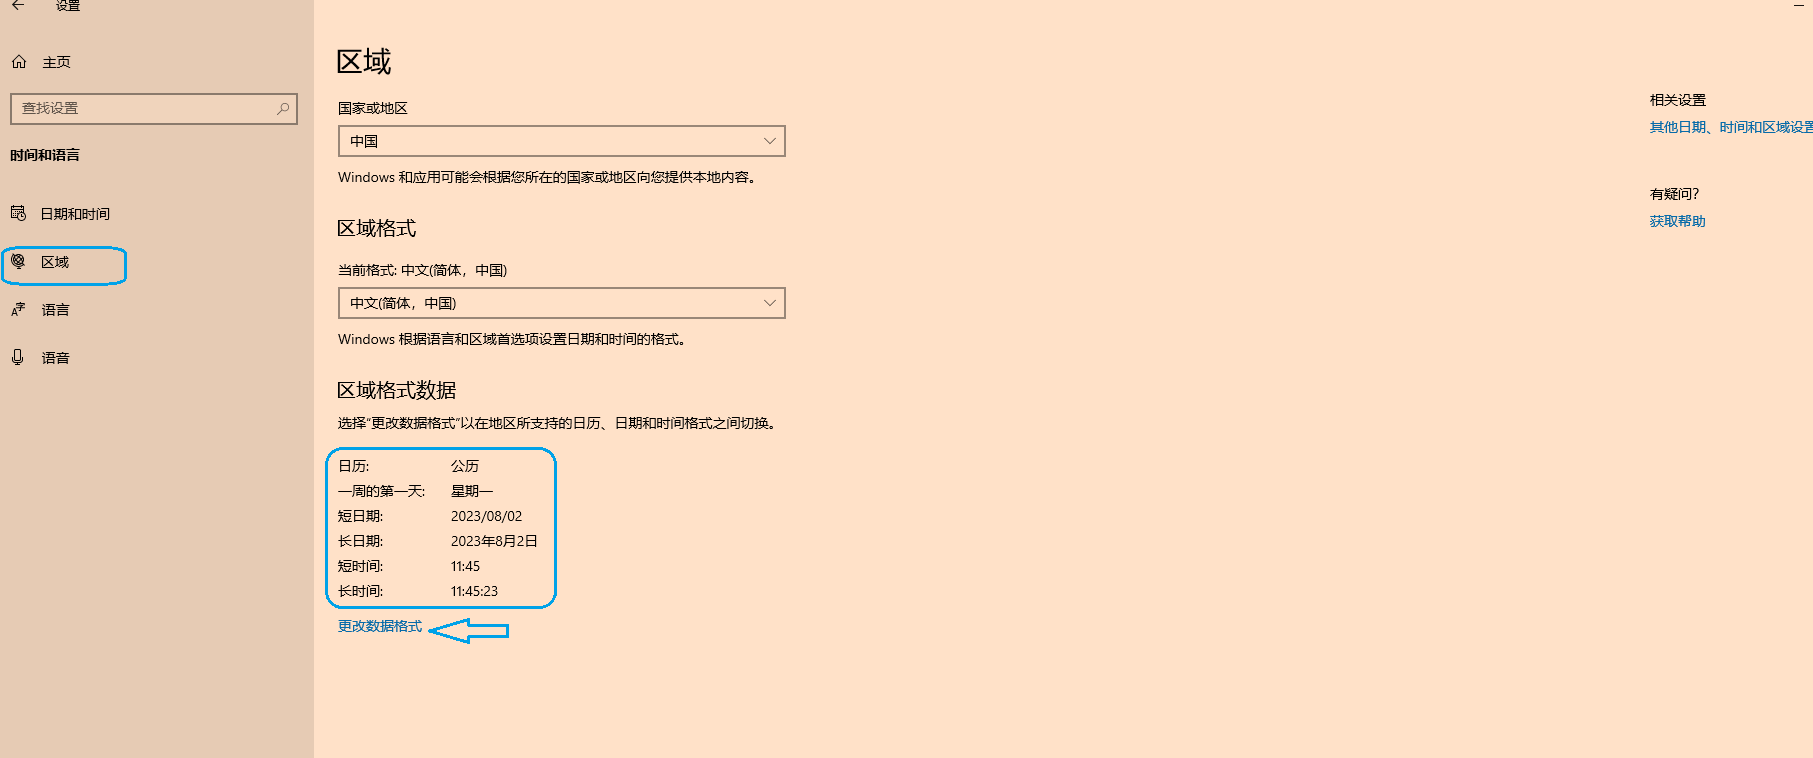 设置
主页
查找设置
时间和语言
日期和时间
区域
语言
语音
区域
国家或地区
中国
Windows 和应用可能会根据您所在的国家或地区向您提供本地内容。
区域格式
当前格式: 中文(简体，中国)
中文(简体，中国)
Windows 根据语言和区域首选项设置日期和时间的格式。
区域格式数据
选择"更改数据格式"以在地区所支持的日历、日期和时间格式之间切换。
日历: 公历
一周的第一天: 星期一
短日期: 2023/08/02
长日期: 2023年8月2日
短时间: 11:45
长时间: 11:45:23
更改数据格式
相关设置
其他日期、时间和区域设置
有疑问?
获取帮助